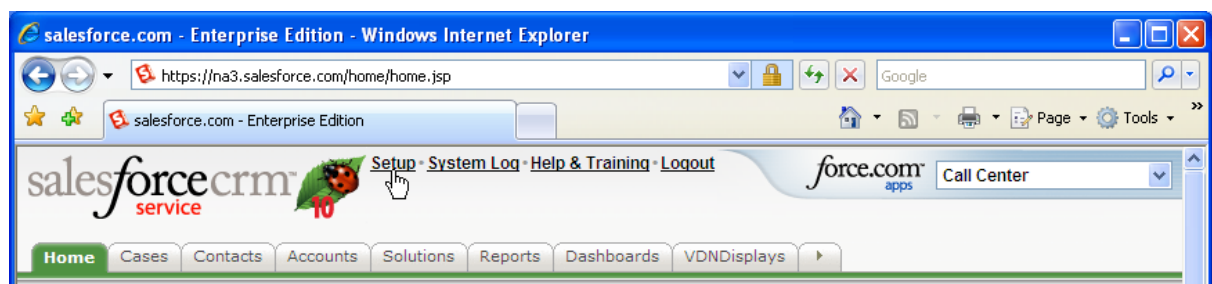 salesforce.com - Enterprise Edition - Windows Internet Explorer
https://na3.salesforce.com/home/home.jsp
Google
salesforce.com - Enterprise Edition
Page
Tools
salesforcecrm™
service
10
Setup · System Log · Help & Training · Logout
force.com™
apps
Call Center
Home Cases Contacts Accounts Solutions Reports Dashboards VDNDisplays